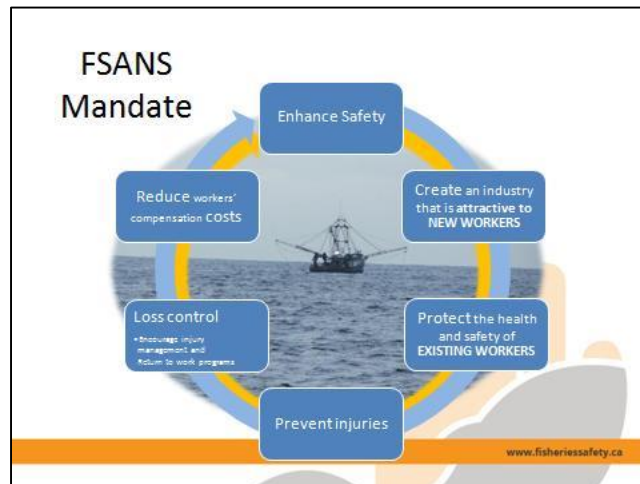 FSANS
Mandate
Enhance Safety
Create an industry
that is attractive to
NEW WORKERS
Protect the health
and safety of
EXISTING WORKERS
Prevent injuries
Loss control
•Encourage injury
management and
Return to work programs
Reduce workers'
compensation costs
www.fisheriessafety.ca